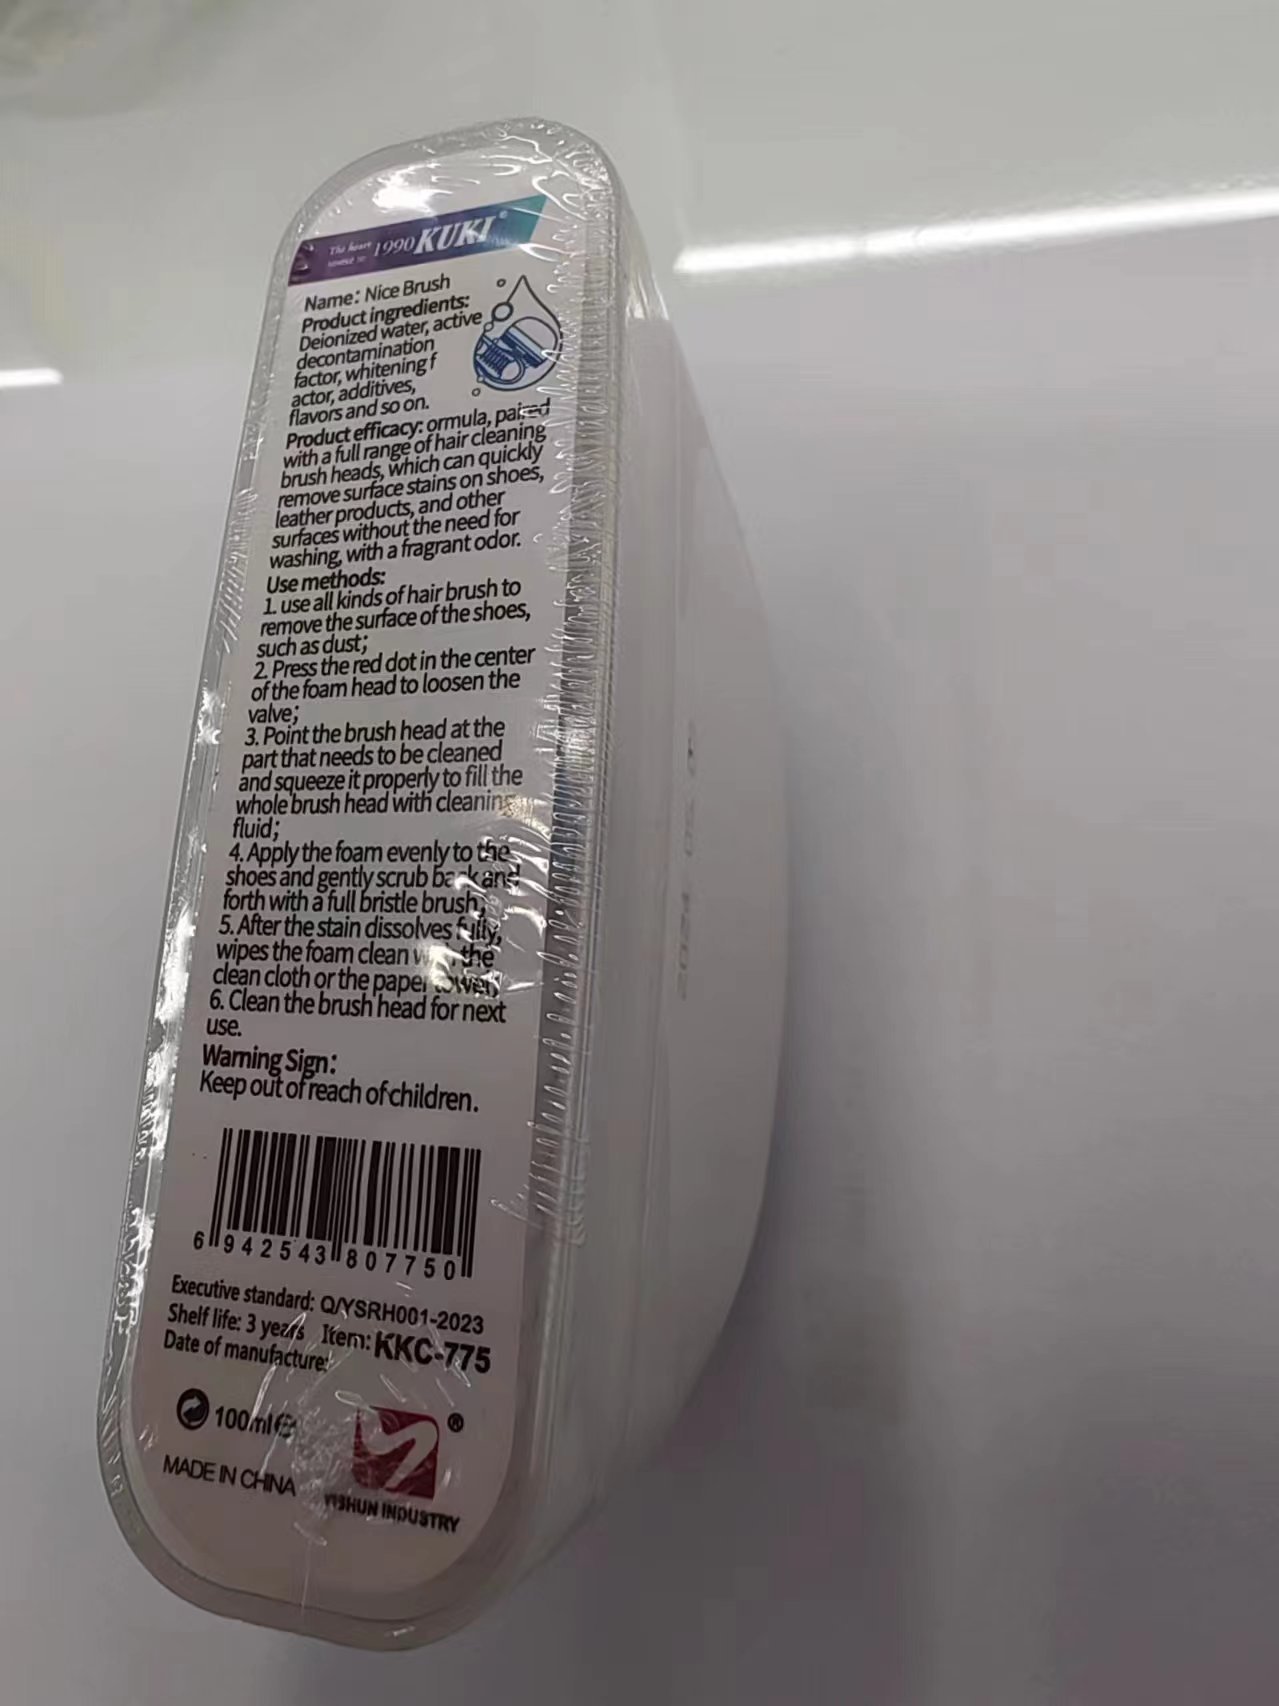 The heart
1990 KUKI®
Name: Nice Brush
Product ingredients:
Deionized water, active
decontamination
factor, whitening f
actor, additives,
flavors and so on.
Product efficacy: ormula, paired
with a full range of hair cleaning
brush heads, which can quickly
remove surface stains on shoes,
leather products, and other
surfaces without the need for
washing, with a fragrant odor.
Use methods:
1. use all kinds of hair brush to
remove the surface of the shoes,
such as dust;
2. Press the red dot in the center
of the foam head to loosen the
valve;
3. Point the brush head at the
part that needs to be cleaned
and squeeze it properly to fill the
whole brush head with cleaning
fluid;
4. Apply the foam evenly to the
shoes and gently scrub back and
forth with a full bristle brush;
5. After the stain dissolves fully,
wipes the foam clean with the
clean cloth or the paper towel;
6. Clean the brush head for next
use.
Warning Sign:
Keep out of reach of children.
6 942543 807750
Executive standard: Q/YSRH001-2023
Shelf life: 3 years Item: KKC-775
Date of manufacture:
100ml℮
®
MADE IN CHINA
YISHUN INDUSTRY